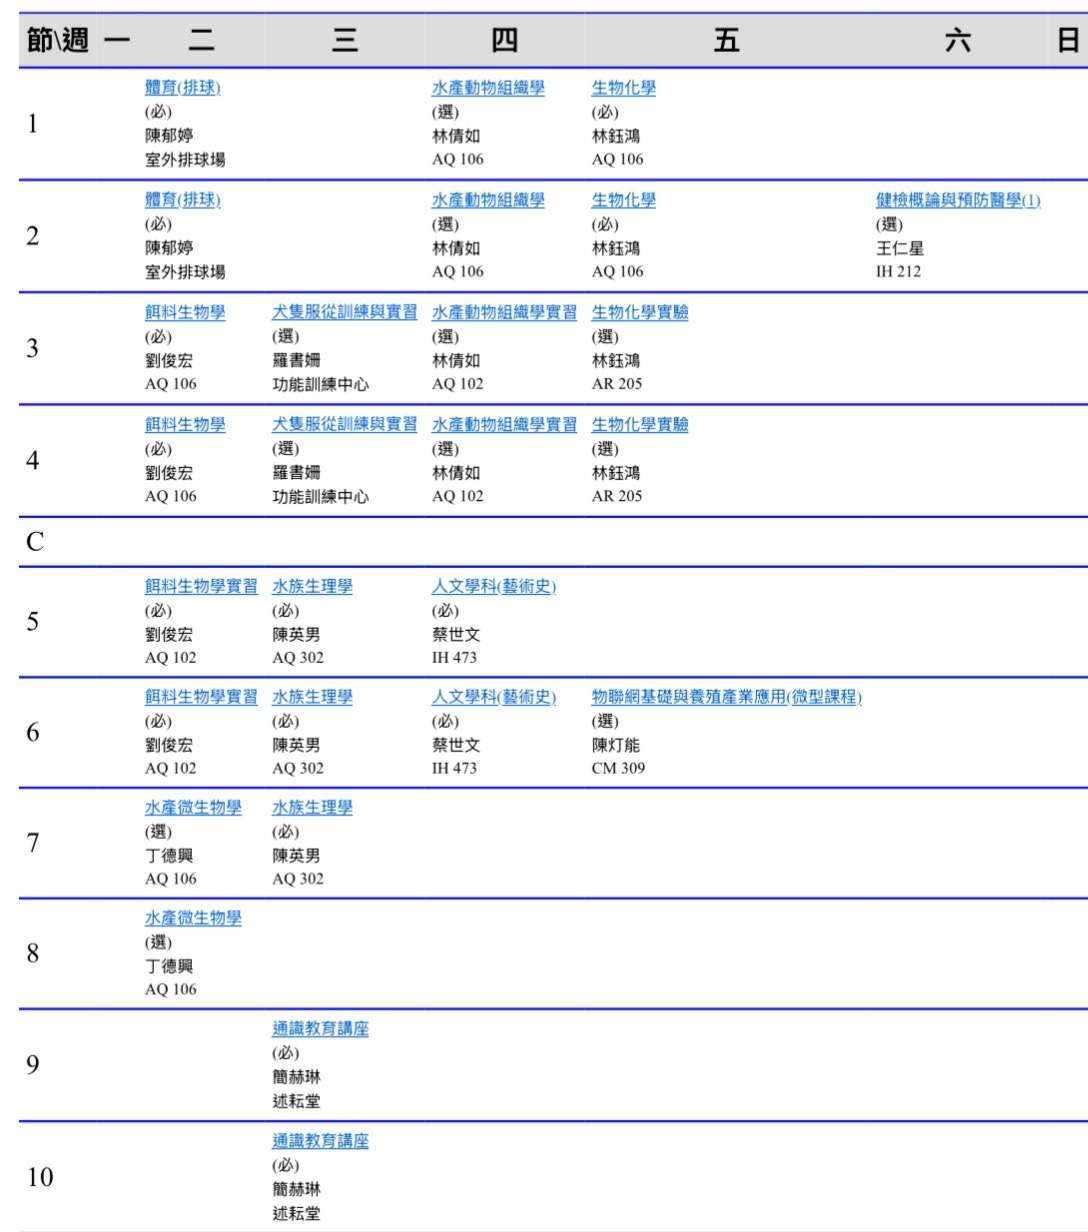 節\週 一 二 三 四 五 六 日
1
體育(排球)
(必)
陳郁婷
室外排球場
水產動物組織學
(選)
林倩如
AQ 106
生物化學
(必)
林鈺鴻
AQ 106
2
體育(排球)
(必)
陳郁婷
室外排球場
水產動物組織學
(選)
林倩如
AQ 106
生物化學
(必)
林鈺鴻
AQ 106
健檢概論與預防醫學(1)
(選)
王仁星
IH 212
3
餌料生物學
(必)
劉俊宏
AQ 106
犬隻服從訓練與實習
(選)
羅書姍
功能訓練中心
水產動物組織學實習
(選)
林倩如
AQ 102
生物化學實驗
(選)
林鈺鴻
AR 205
4
餌料生物學
(必)
劉俊宏
AQ 106
犬隻服從訓練與實習
(選)
羅書姍
功能訓練中心
水產動物組織學實習
(選)
林倩如
AQ 102
生物化學實驗
(選)
林鈺鴻
AR 205
C
5
餌料生物學實習
(必)
劉俊宏
AQ 102
水族生理學
(必)
陳英男
AQ 302
人文學科(藝術史)
(必)
蔡世文
IH 473
6
餌料生物學實習
(必)
劉俊宏
AQ 102
水族生理學
(必)
陳英男
AQ 302
人文學科(藝術史)
(必)
蔡世文
IH 473
物聯網基礎與養殖產業應用(微型課程)
(選)
陳灯能
CM 309
7
水產微生物學
(選)
丁德興
AQ 106
水族生理學
(必)
陳英男
AQ 302
8
水產微生物學
(選)
丁德興
AQ 106
9
通識教育講座
(必)
簡赫琳
述耘堂
10
通識教育講座
(必)
簡赫琳
述耘堂